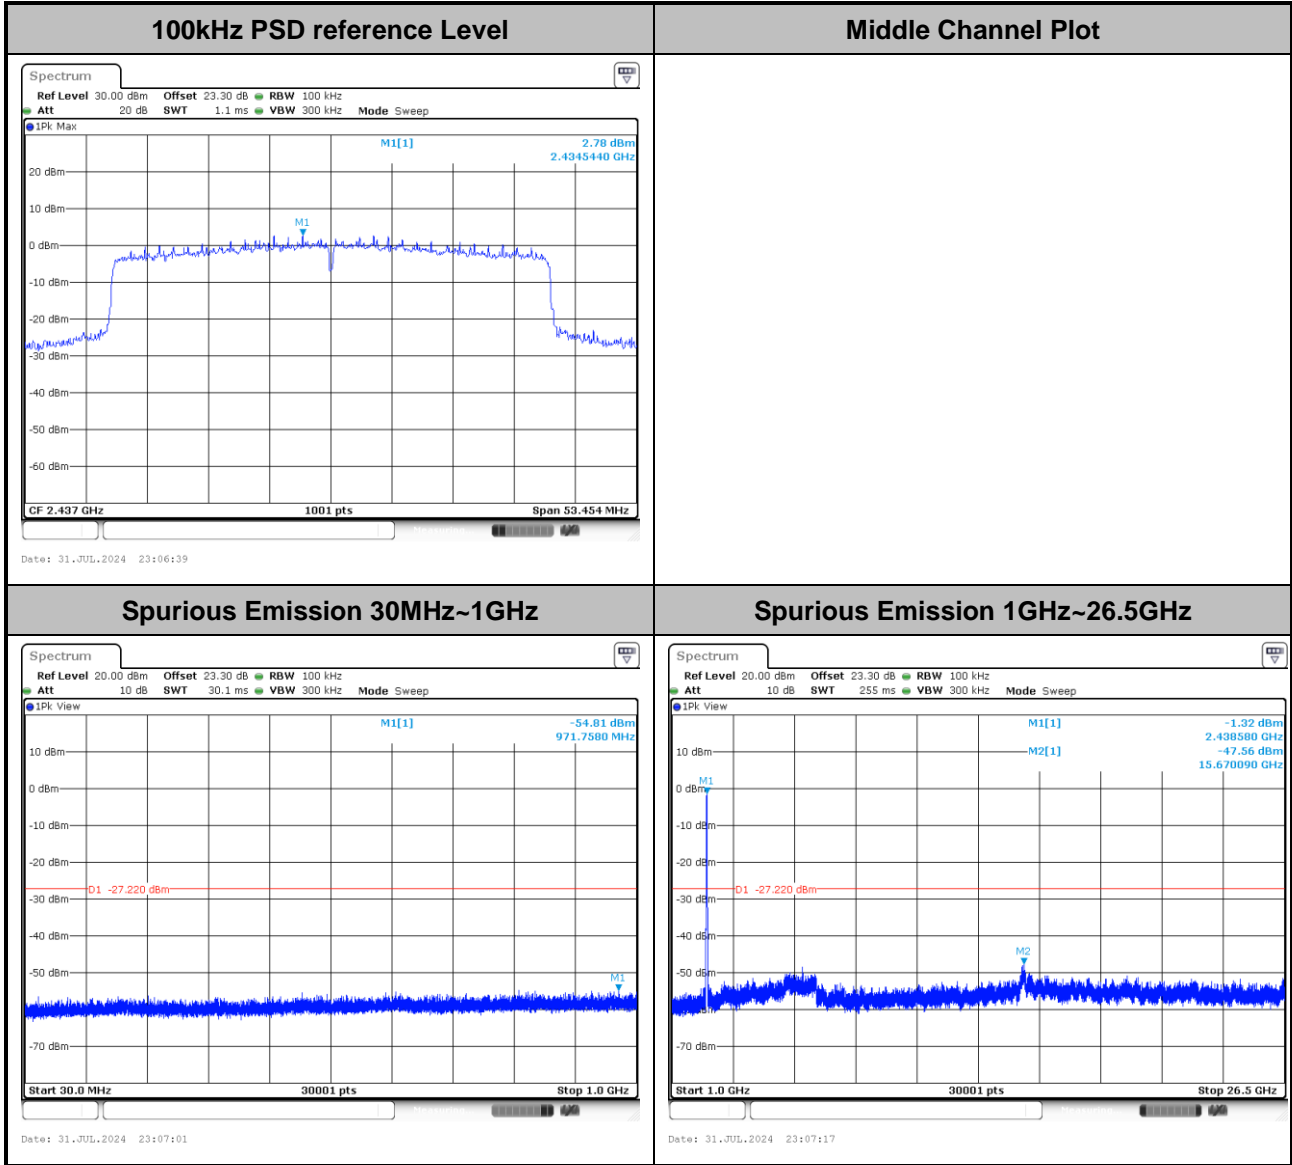 100kHz PSD reference Level
Middle Channel Plot
Spectrum
Ref Level 30.00 dBm Offset 23.30 dB RBW 100 kHz
Att 20 dB SWT 1.1 ms VBW 300 kHz Mode Sweep
1Pk Max
M1[1] 2.78 dBm
2.4345440 GHz
20 dBm
10 dBm
M1
0 dBm
-10 dBm
-20 dBm
-30 dBm
-40 dBm
-50 dBm
-60 dBm
CF 2.437 GHz 1001 pts Span 53.454 MHz
Measuring...
Date: 31.JUL.2024 23:06:39
Spurious Emission 30MHz~1GHz
Spurious Emission 1GHz~26.5GHz
Spectrum
Ref Level 20.00 dBm Offset 23.30 dB RBW 100 kHz
Att 10 dB SWT 30.1 ms VBW 300 kHz Mode Sweep
1Pk View
M1[1] -54.81 dBm
971.7580 MHz
10 dBm
0 dBm
-10 dBm
-20 dBm
D1 -27.220 dBm
-30 dBm
-40 dBm
-50 dBm
M1
-70 dBm
Start 30.0 MHz 30001 pts Stop 1.0 GHz
Measuring...
Date: 31.JUL.2024 23:07:01
Spectrum
Ref Level 20.00 dBm Offset 23.30 dB RBW 100 kHz
Att 10 dB SWT 255 ms VBW 300 kHz Mode Sweep
1Pk View
M1[1] -1.32 dBm
2.438580 GHz
10 dBm
M2[1] -47.56 dBm
15.670090 GHz
M1
0 dBm
-10 dBm
-20 dBm
D1 -27.220 dBm
-30 dBm
-40 dBm
M2
-50 dBm
-70 dBm
Start 1.0 GHz 30001 pts Stop 26.5 GHz
Measuring...
Date: 31.JUL.2024 23:07:17